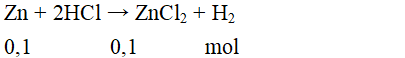 Zn + 2HCl → ZnCl₂ + H₂
0,1 0,1 mol